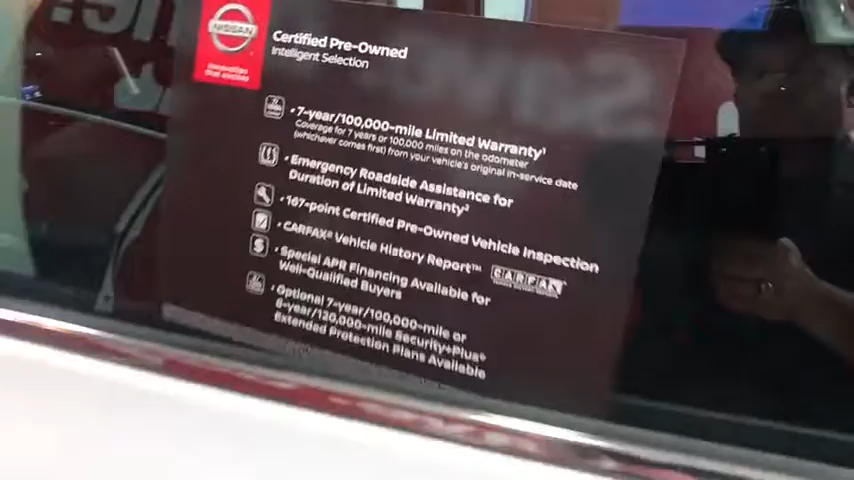 NISSAN
Innovation
that excites
Certified Pre-Owned
Intelligent Selection
• 7-year/100,000-mile Limited Warranty¹
Coverage for 7 years or 100,000 miles on the odometer
(whichever comes first) from your vehicle's original in-service date
• Emergency Roadside Assistance for
Duration of Limited Warranty²
• 167-point Certified Pre-Owned Vehicle Inspection
• CARFAX® Vehicle History Report™ CARFAX
• Special APR Financing Available for
Well-Qualified Buyers
• Optional 7-year/100,000-mile or
8-year/120,000-mile Security+Plus®
Extended Protection Plans Available